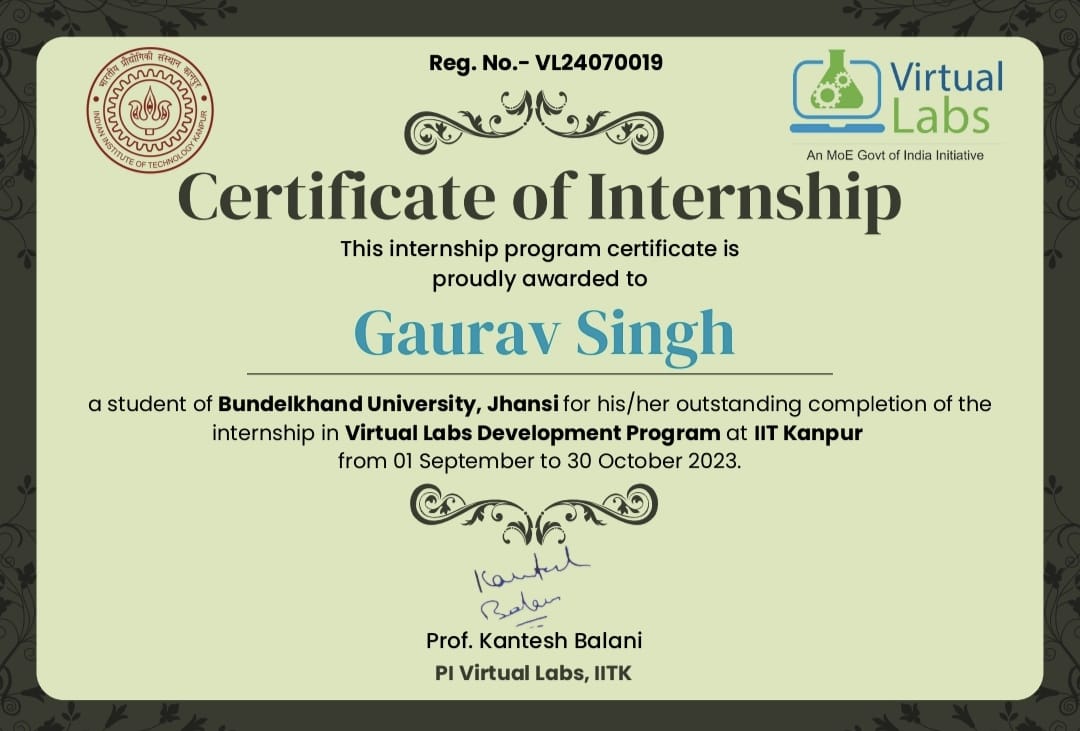 Reg. No.- VL24070019
भारतीय प्रौद्योगिकी संस्थान कानपुर
INDIAN INSTITUTE OF TECHNOLOGY KANPUR
Virtual
Labs
An MoE Govt of India Initiative
Certificate of Internship
This internship program certificate is
proudly awarded to
Gaurav Singh
a student of Bundelkhand University, Jhansi for his/her outstanding completion of the
internship in Virtual Labs Development Program at IIT Kanpur
from 01 September to 30 October 2023.
Kantesh
Balani
Prof. Kantesh Balani
PI Virtual Labs, IITK